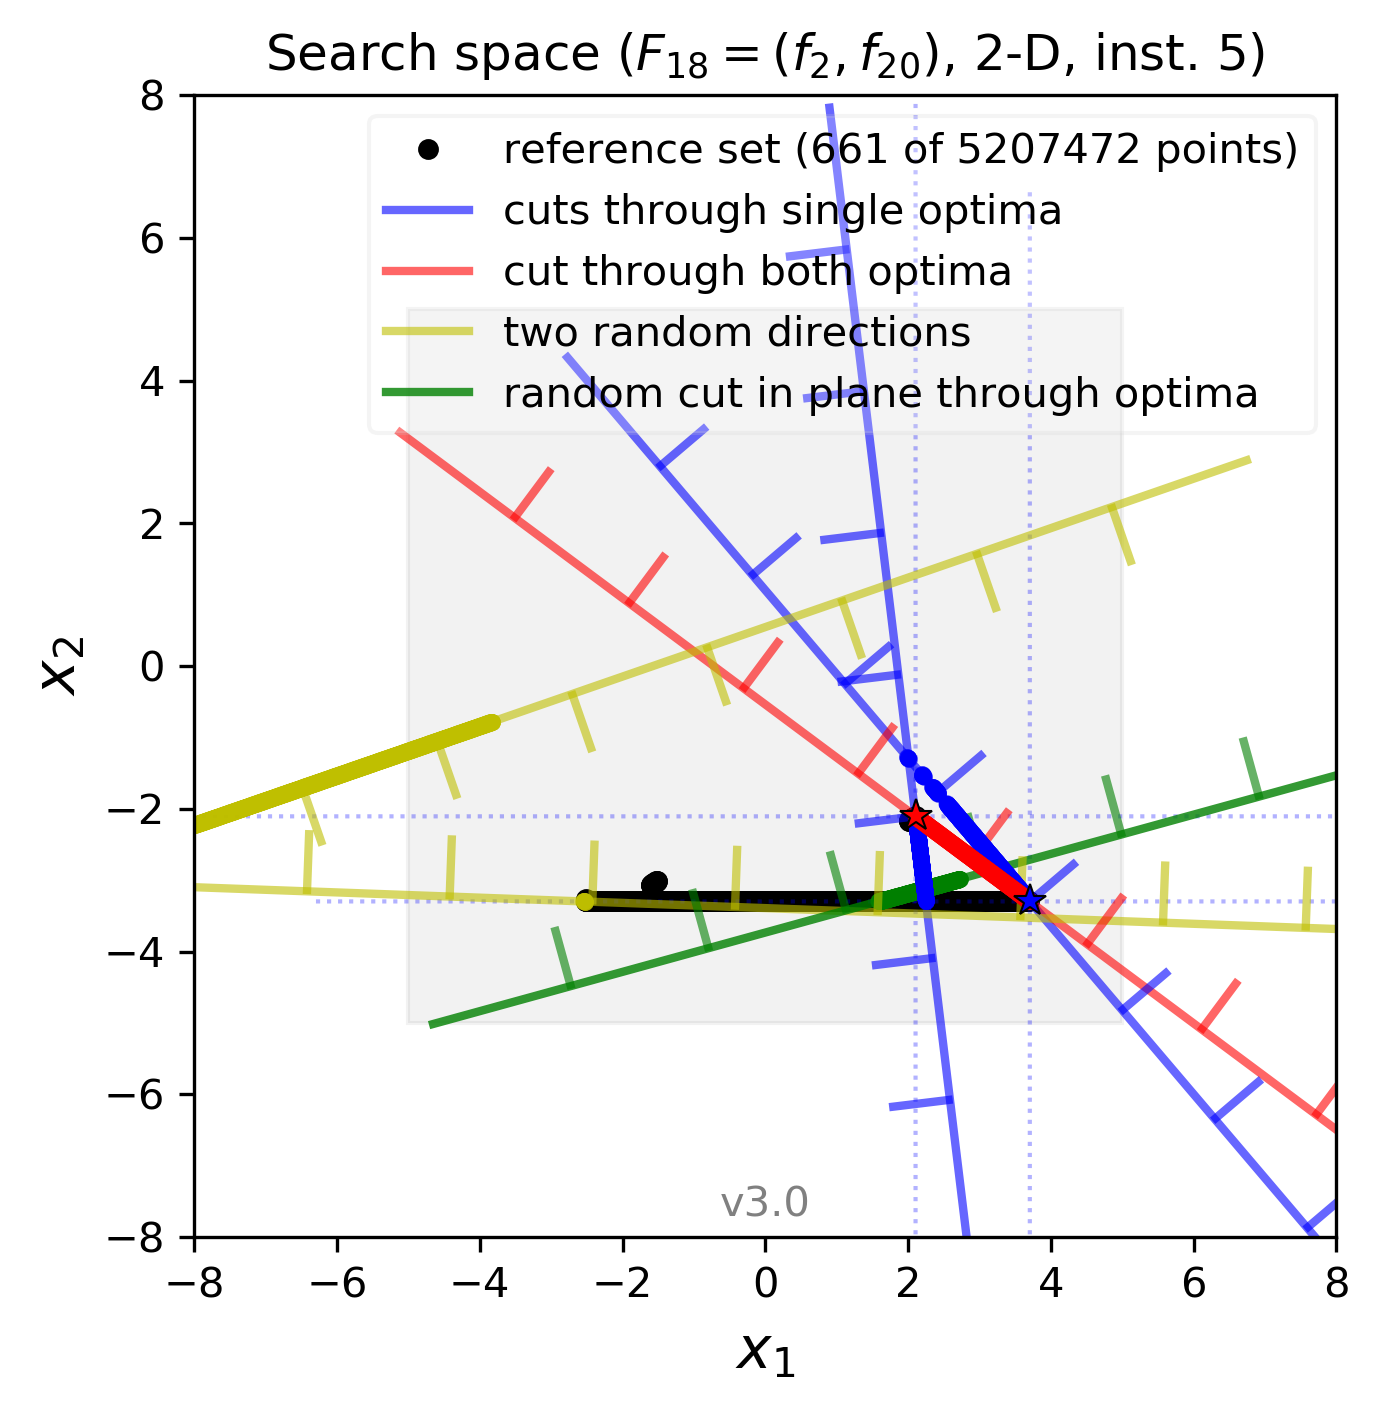 Search space (F18 = (f2, f20), 2-D, inst. 5)
reference set (661 of 5207472 points)
cuts through single optima
cut through both optima
two random directions
random cut in plane through optima
8
6
4
2
0
−2
−4
−6
−8
x2
v3.0
−8 −6 −4 −2 0 2 4 6 8
x1